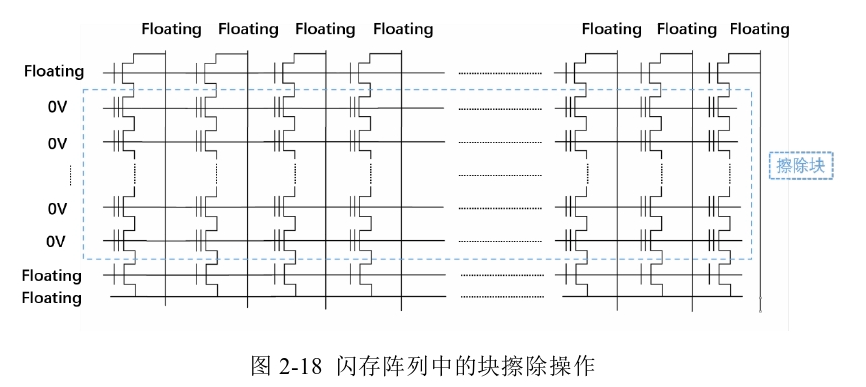 Floating Floating Floating Floating Floating Floating Floating
Floating
0V
0V
擦除块
0V
0V
Floating
Floating
图 2-18 闪存阵列中的块擦除操作